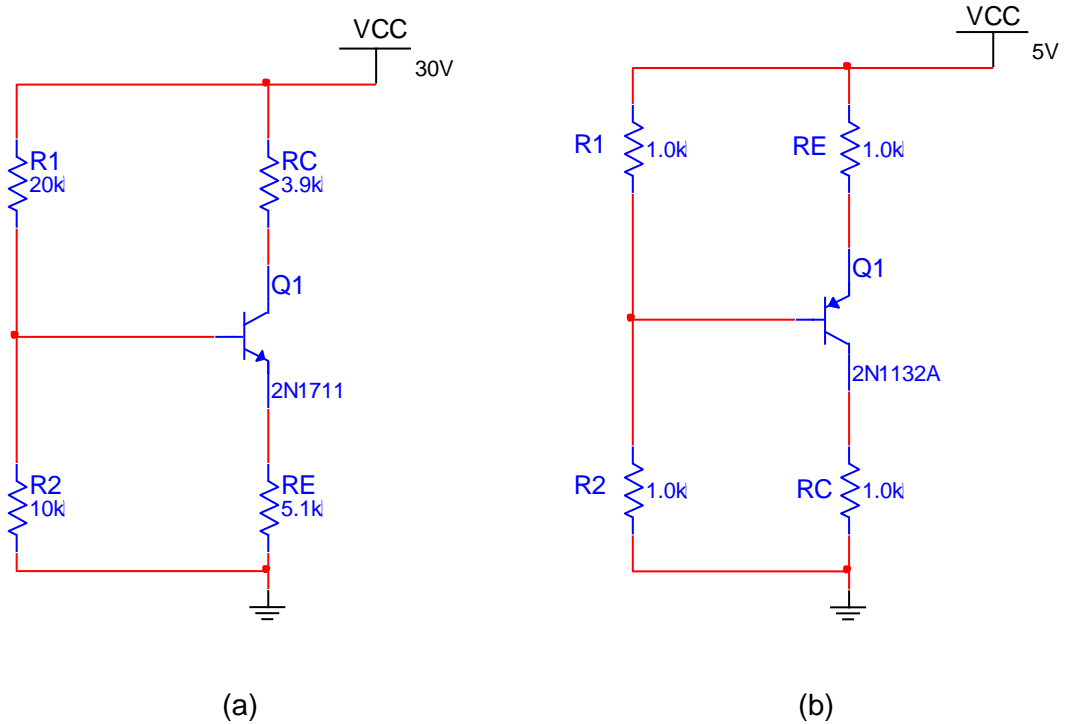 VCC
30V
R1
20k
RC
3.9k
Q1
2N1711
R2
10k
RE
5.1k
(a)
VCC
5V
R1
1.0k
RE
1.0k
Q1
2N1132A
R2
1.0k
RC
1.0k
(b)